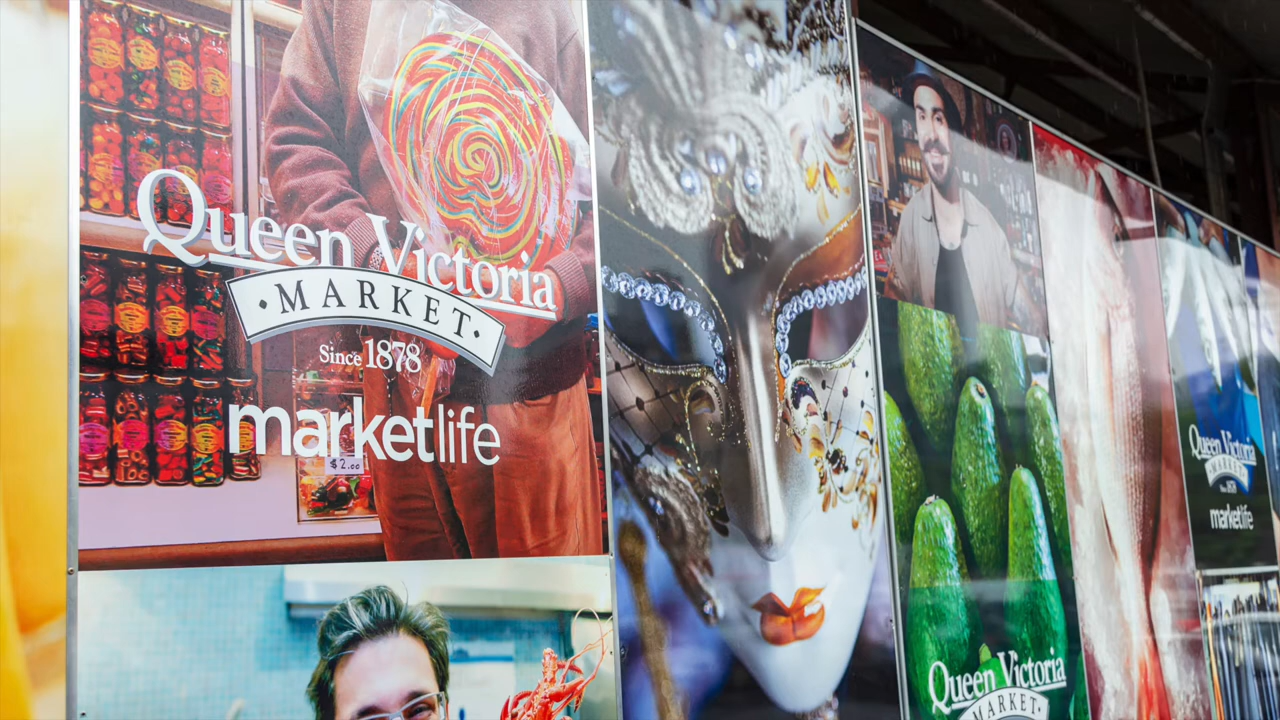 Queen Victoria
MARKET
Since 1878
marketlife
$2.00
Queen Victoria
MARKET
Queen Victoria
MARKET
marketlife